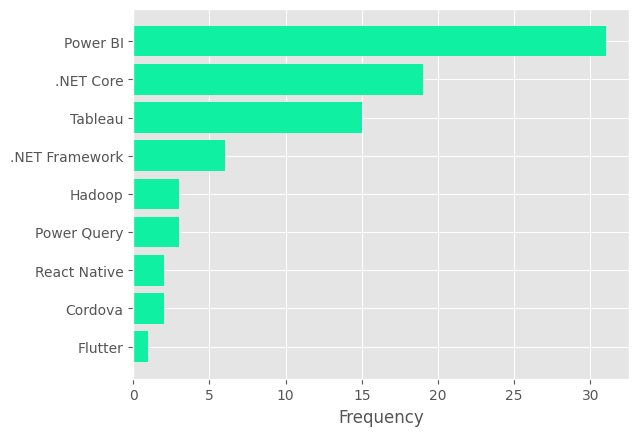 Power BI
.NET Core
Tableau
.NET Framework
Hadoop
Power Query
React Native
Cordova
Flutter
0 5 10 15 20 25 30
Frequency